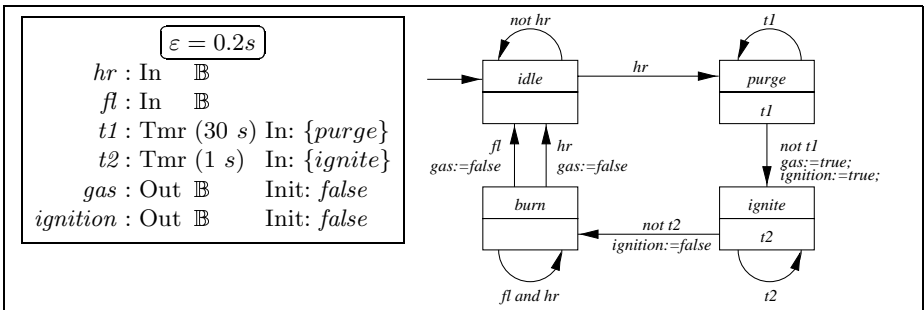 ε = 0.2s
hr : In 𝔹
fl : In 𝔹
t1 : Tmr (30 s) In: {purge}
t2 : Tmr (1 s) In: {ignite}
gas : Out 𝔹 Init: false
ignition : Out 𝔹 Init: false
not hr
t1
idle
hr
purge
t1
fl
gas:=false
hr
gas:=false
not t1
gas:=true;
ignition:=true;
burn
not t2
ignition:=false
ignite
t2
fl and hr
t2